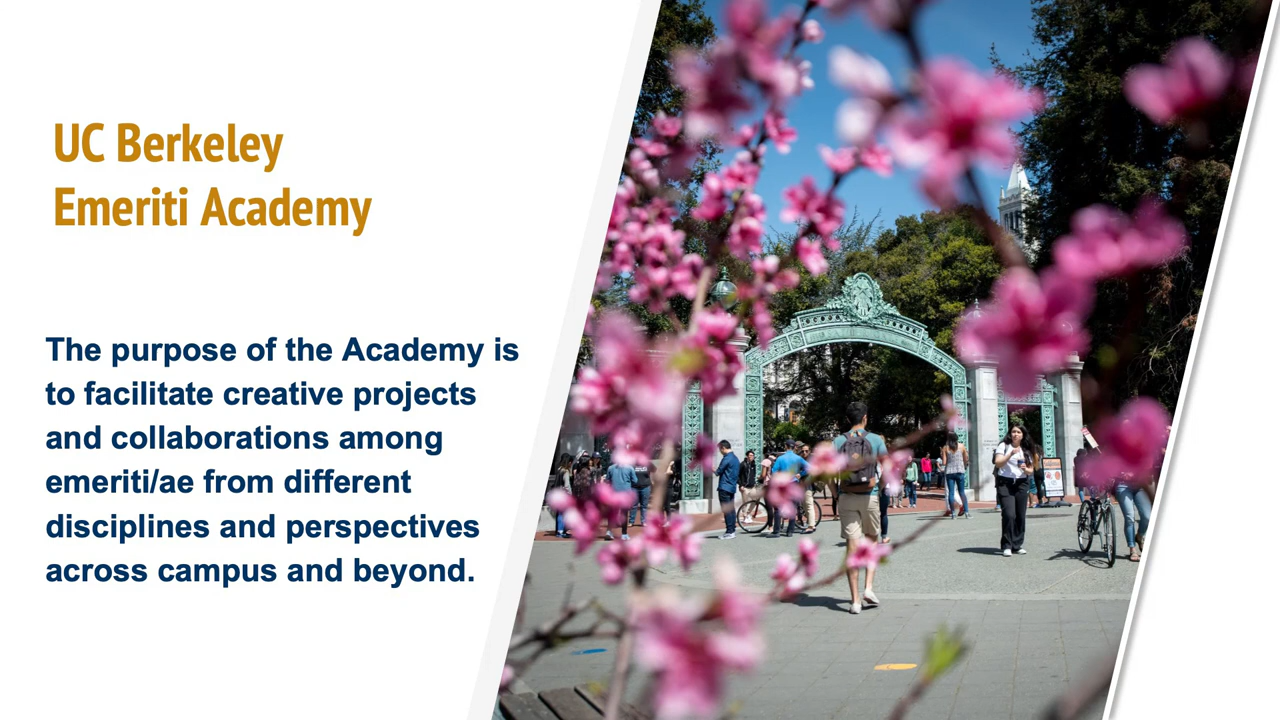 UC Berkeley
Emeriti Academy
The purpose of the Academy is
to facilitate creative projects
and collaborations among
emeriti/ae from different
disciplines and perspectives
across campus and beyond.